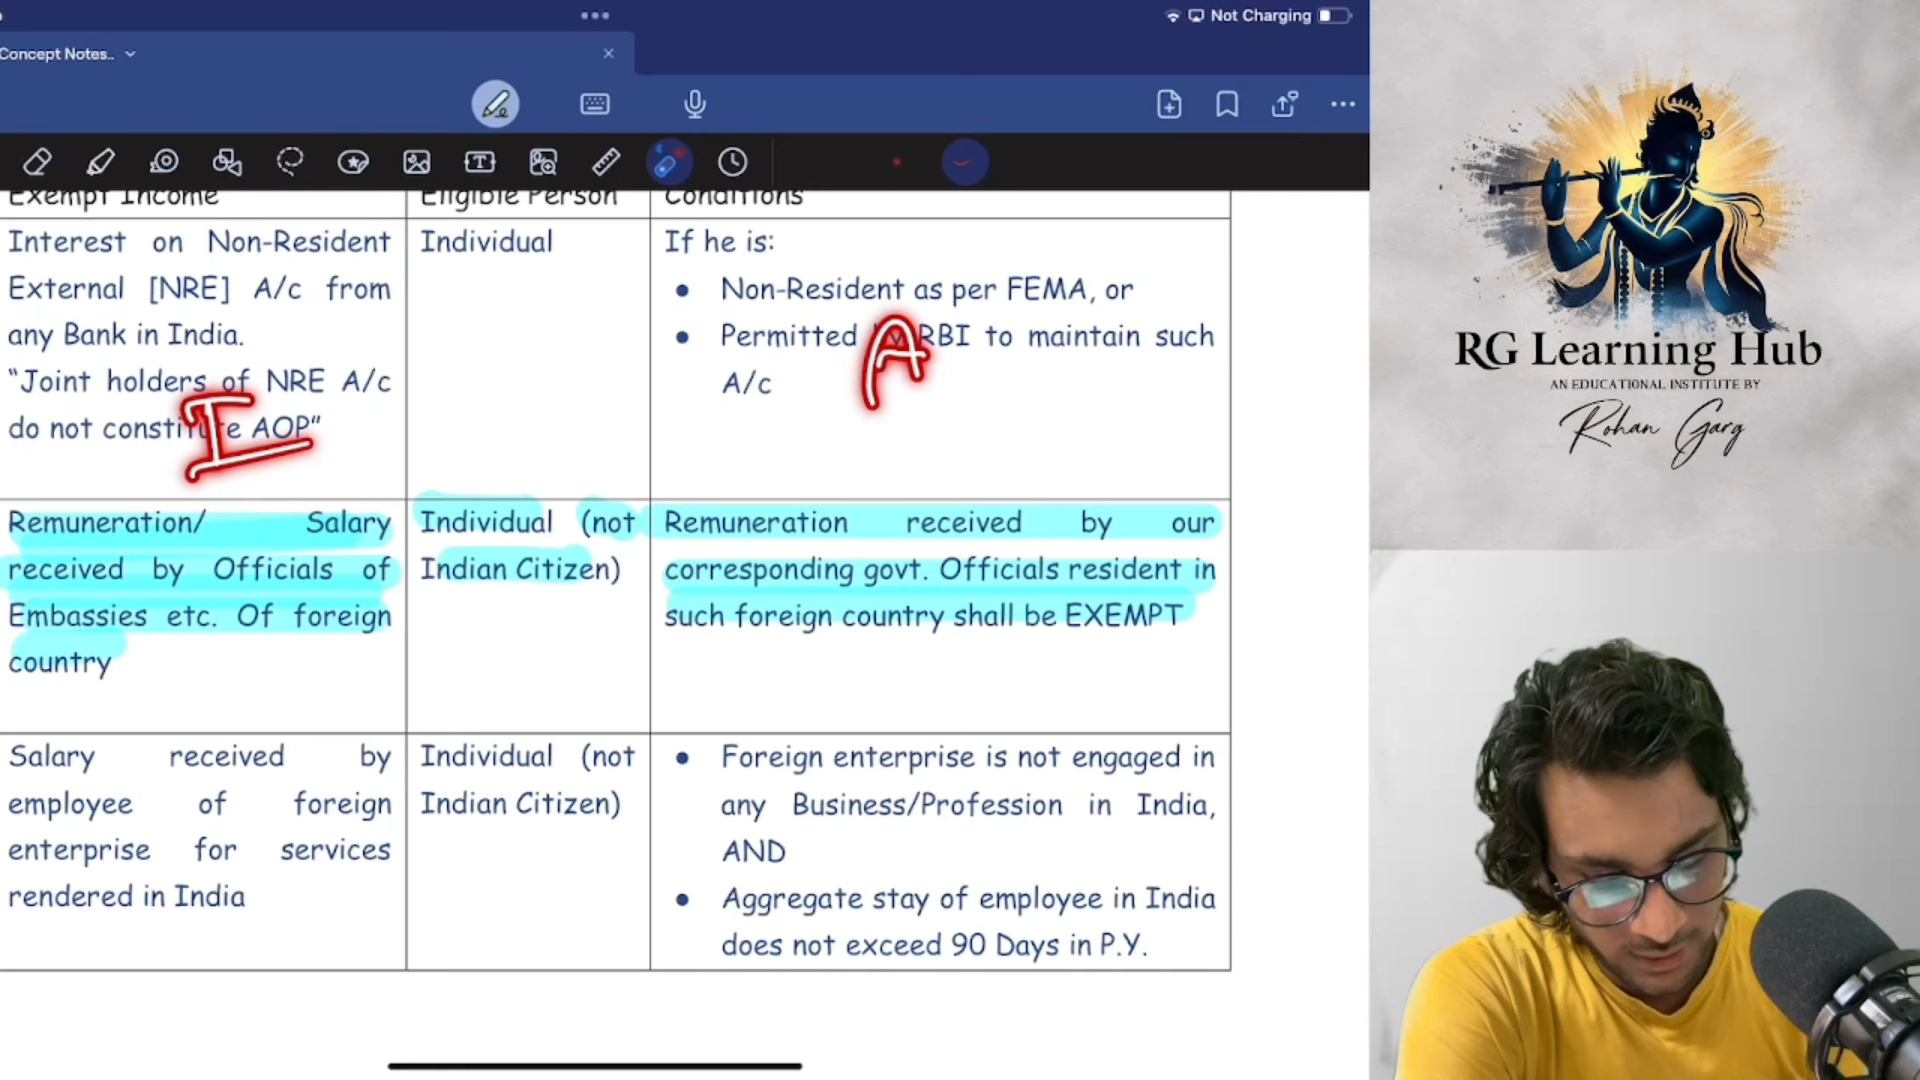 Not Charging
Concept Notes..
Exempt Income
Eligible Person
Conditions
Interest on Non-Resident
External [NRE] A/c from
any Bank in India.
“Joint holders of NRE A/c
do not constitute AOP”
I
Individual
If he is:
• Non-Resident as per FEMA, or
• Permitted by RBI to maintain such
A/c
A
Remuneration/ Salary
received by Officials of
Embassies etc. Of foreign
country
Individual (not
Indian Citizen)
Remuneration received by our
corresponding govt. Officials resident in
such foreign country shall be EXEMPT
Salary received by
employee of foreign
enterprise for services
rendered in India
Individual (not
Indian Citizen)
• Foreign enterprise is not engaged in
any Business/Profession in India,
AND
• Aggregate stay of employee in India
does not exceed 90 Days in P.Y.
RG Learning Hub
AN EDUCATIONAL INSTITUTE BY
Rohan Garg